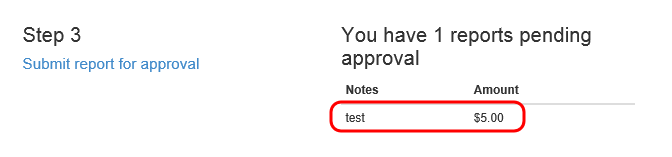 Step 3
Submit report for approval
You have 1 reports pending
approval
Notes Amount
test $5.00